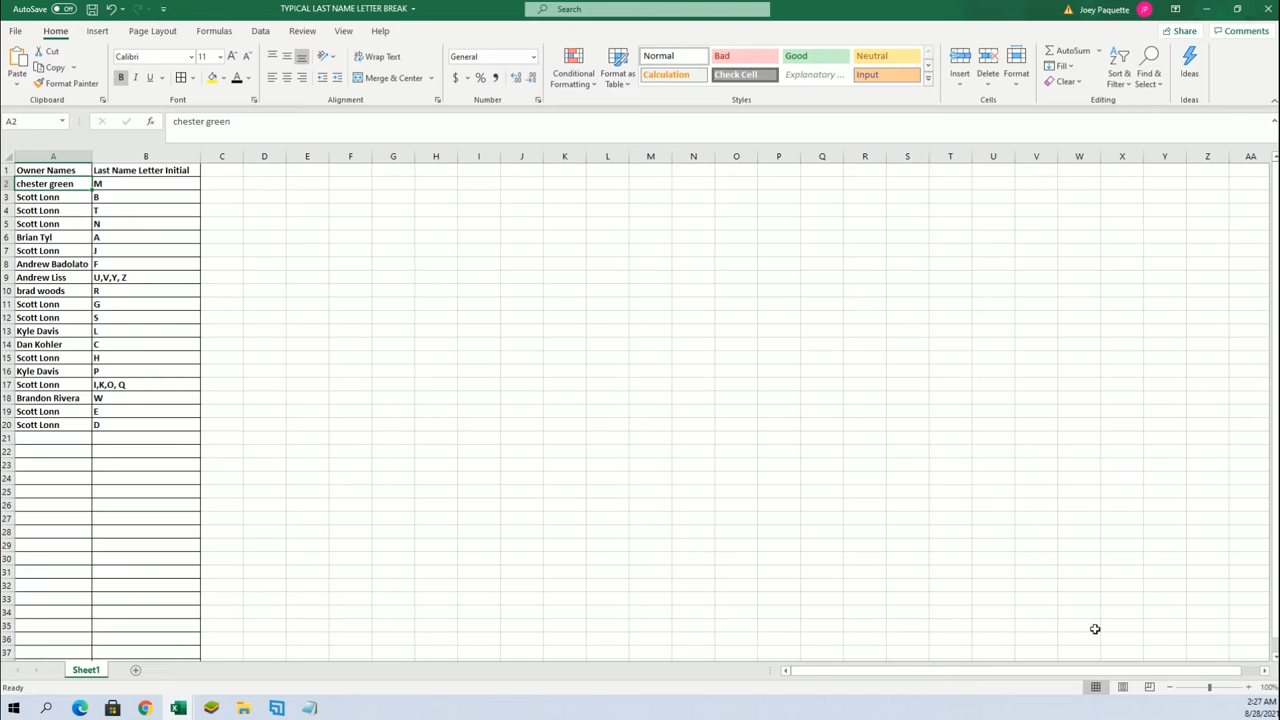 AutoSave Off TYPICAL LAST NAME LETTER BREAK Search Joey Paquette JP
File Home Insert Page Layout Formulas Data Review View Help Share Comments
Paste Cut Copy Format Painter Clipboard
Calibri 11 B I U A Font
Wrap Text Merge & Center Alignment
General $ % Number
Conditional Formatting Format as Table
Normal Bad Good Neutral
Calculation Check Cell Explanatory ... Input
Styles
Insert Delete Format Cells
AutoSum Fill Clear Sort & Filter Find & Select Editing
Ideas Ideas
A2 fx chester green
A B C D E F G H I J K L M N O P Q R S T U V W X Y Z AA
1 Owner Names Last Name Letter Initial
2 chester green M
3 Scott Lonn B
4 Scott Lonn T
5 Scott Lonn N
6 Brian Tyl A
7 Scott Lonn J
8 Andrew Badolato F
9 Andrew Liss U,V,Y, Z
10 brad woods R
11 Scott Lonn G
12 Scott Lonn S
13 Kyle Davis L
14 Dan Kohler C
15 Scott Lonn H
16 Kyle Davis P
17 Scott Lonn I,K,O, Q
18 Brandon Rivera W
19 Scott Lonn E
20 Scott Lonn D
21
22
23
24
25
26
27
28
29
30
31
32
33
34
35
36
37
Sheet1
Ready 100%
2:27 AM
8/28/202